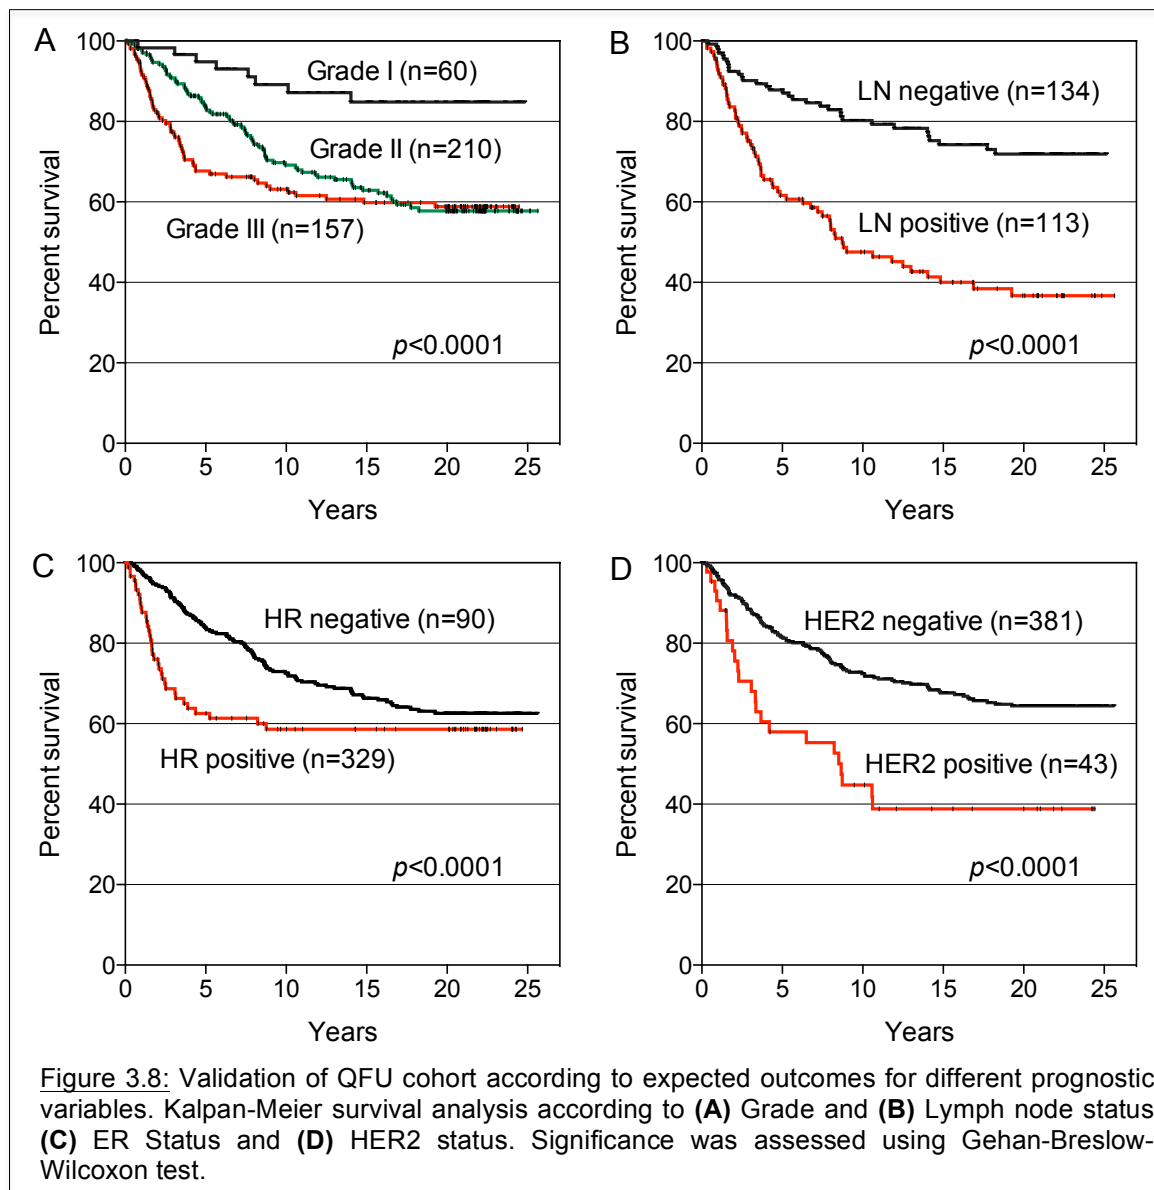 A
Percent survival
100
80
60
40
20
0
Grade I (n=60)
Grade II (n=210)
Grade III (n=157)
p<0.0001
0 5 10 15 20 25
Years
B
Percent survival
100
80
60
40
20
0
LN negative (n=134)
LN positive (n=113)
p<0.0001
0 5 10 15 20 25
Years
C
Percent survival
100
80
60
40
20
0
HR negative (n=90)
HR positive (n=329)
p<0.0001
0 5 10 15 20 25
Years
D
Percent survival
100
80
60
40
20
0
HER2 negative (n=381)
HER2 positive (n=43)
p<0.0001
0 5 10 15 20 25
Years
Figure 3.8: Validation of QFU cohort according to expected outcomes for different prognostic
variables. Kalpan-Meier survival analysis according to (A) Grade and (B) Lymph node status
(C) ER Status and (D) HER2 status. Significance was assessed using Gehan-Breslow-
Wilcoxon test.